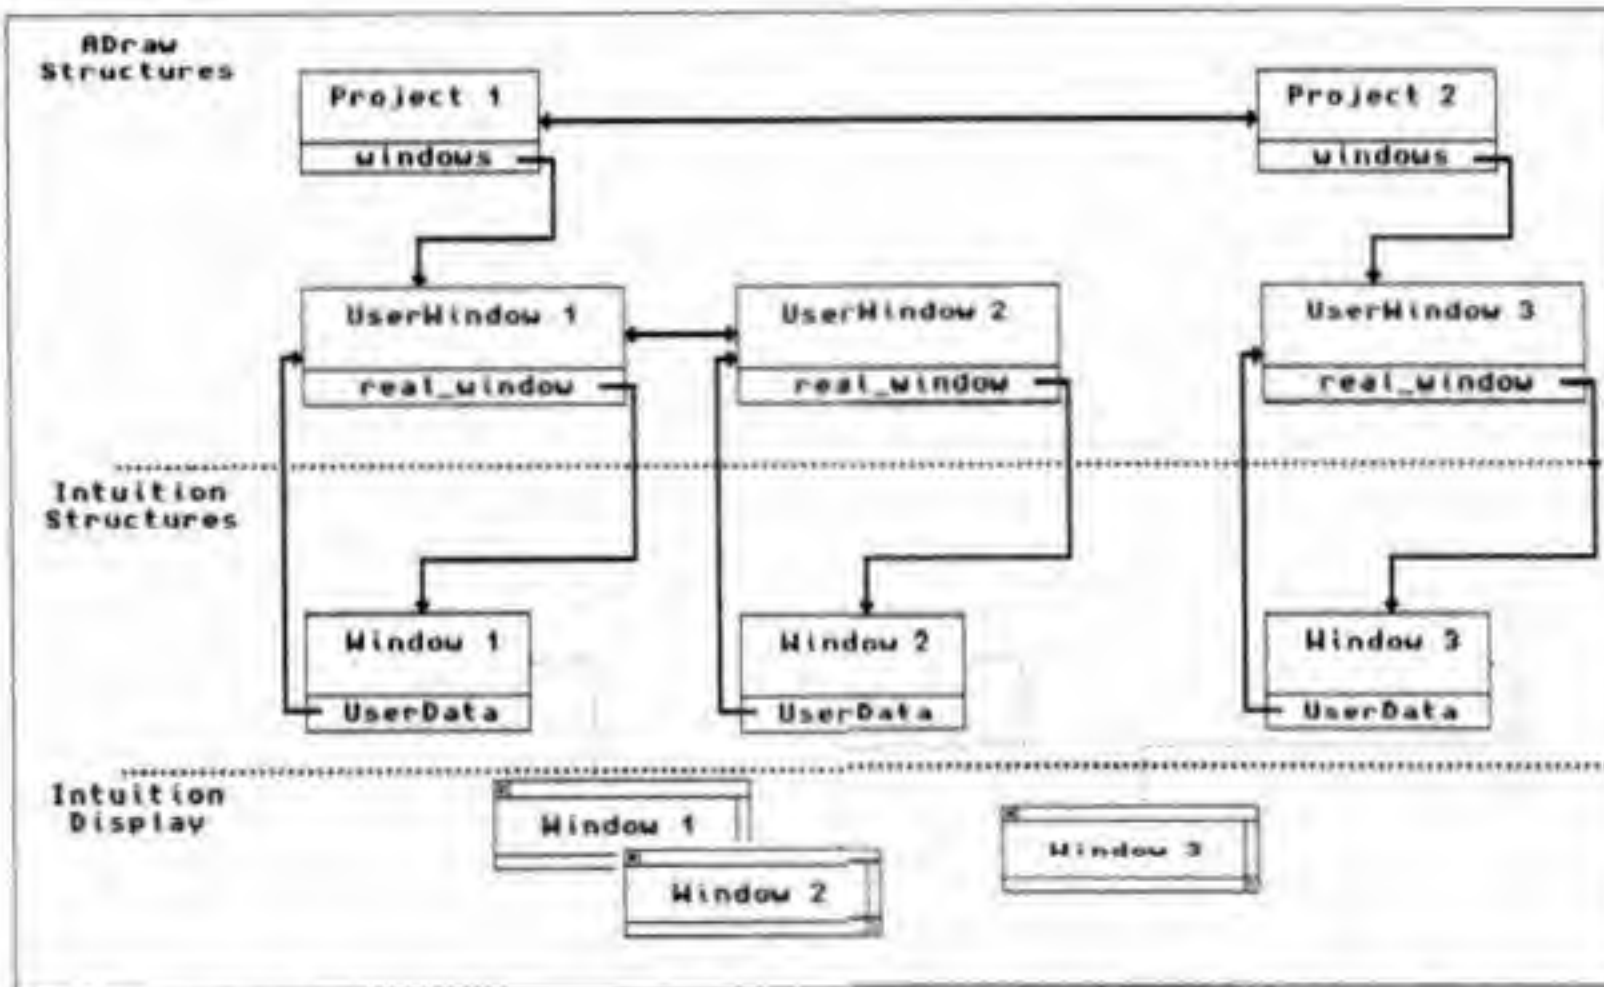 ADraw
Structures
Project 1
Project 2
windows
windows
UserWindow 1
UserWindow 2
UserWindow 3
real_window
real_window
real_window
Intuition
Structures
Window 1
Window 2
Window 3
UserData
UserData
UserData
Intuition
Display
Window 1
Window 2
Window 3